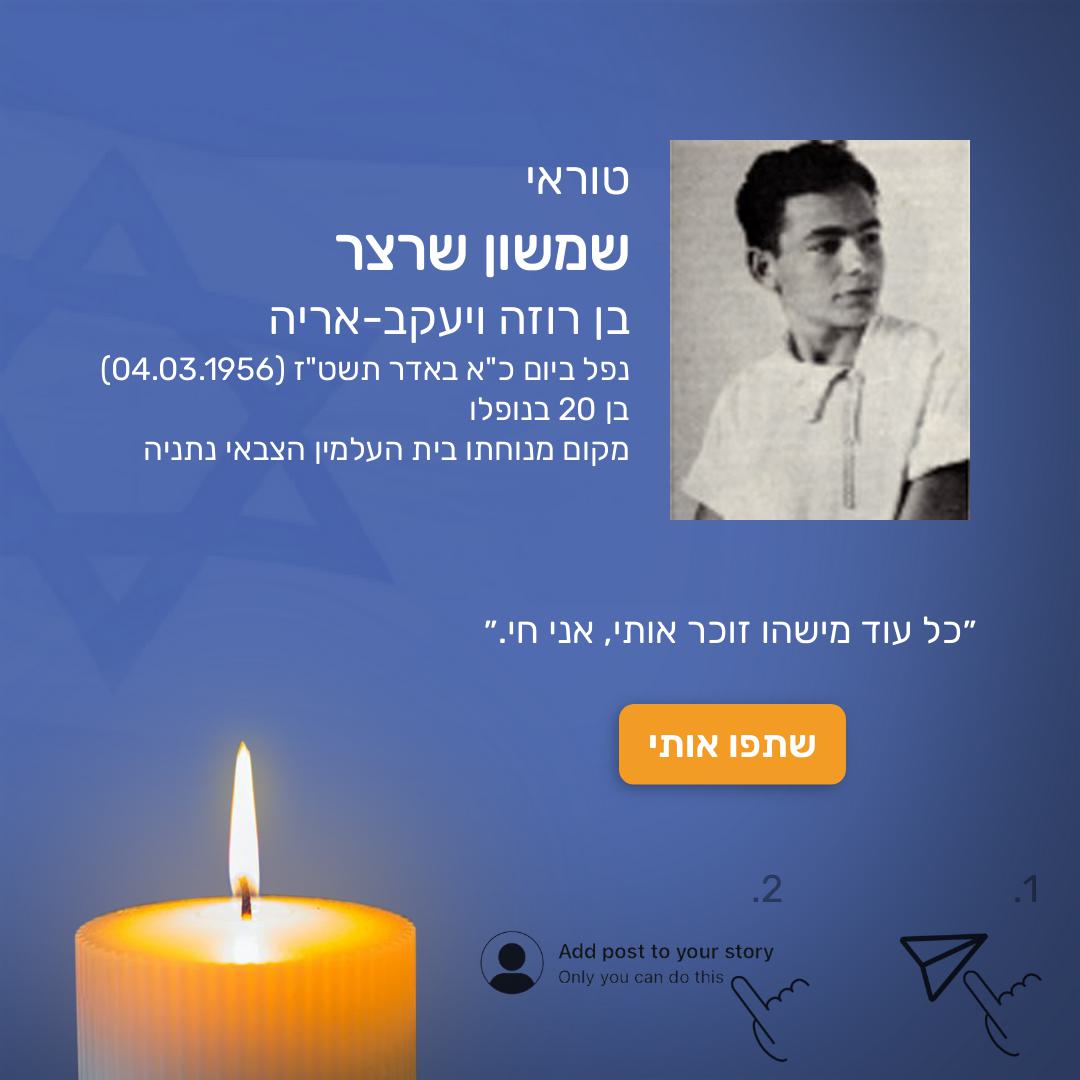 טוראי
שמשון שרצר
בן רוזה ויעקב-אריה
נפל ביום כ"א באדר תשט"ז (04.03.1956)
בן 20 בנופלו
מקום מנוחתו בית העלמין הצבאי נתניה
״כל עוד מישהו זוכר אותי, אני חי.״
שתפו אותי
1.
2.
Add post to your story
Only you can do this